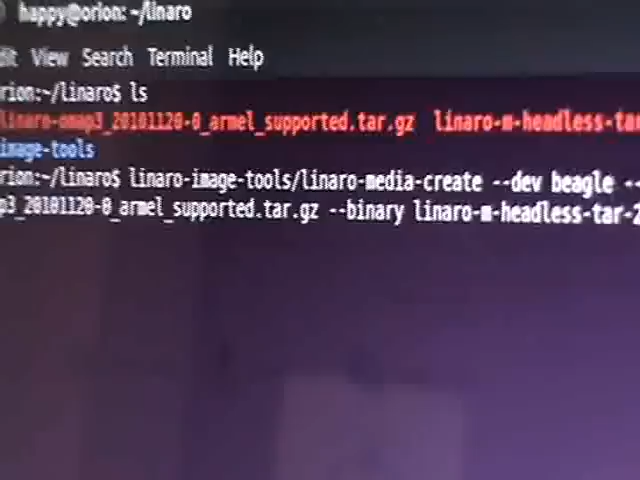 happy@orion: ~/linaro
dit View Search Terminal Help
rion:~/linaro$ ls
linaro-omap3_20101120-0_armel_supported.tar.gz linaro-m-headless-tar
image-tools
rion:~/linaro$ linaro-image-tools/linaro-media-create --dev beagle --
p3_20101120-0_armel_supported.tar.gz --binary linaro-m-headless-tar-2